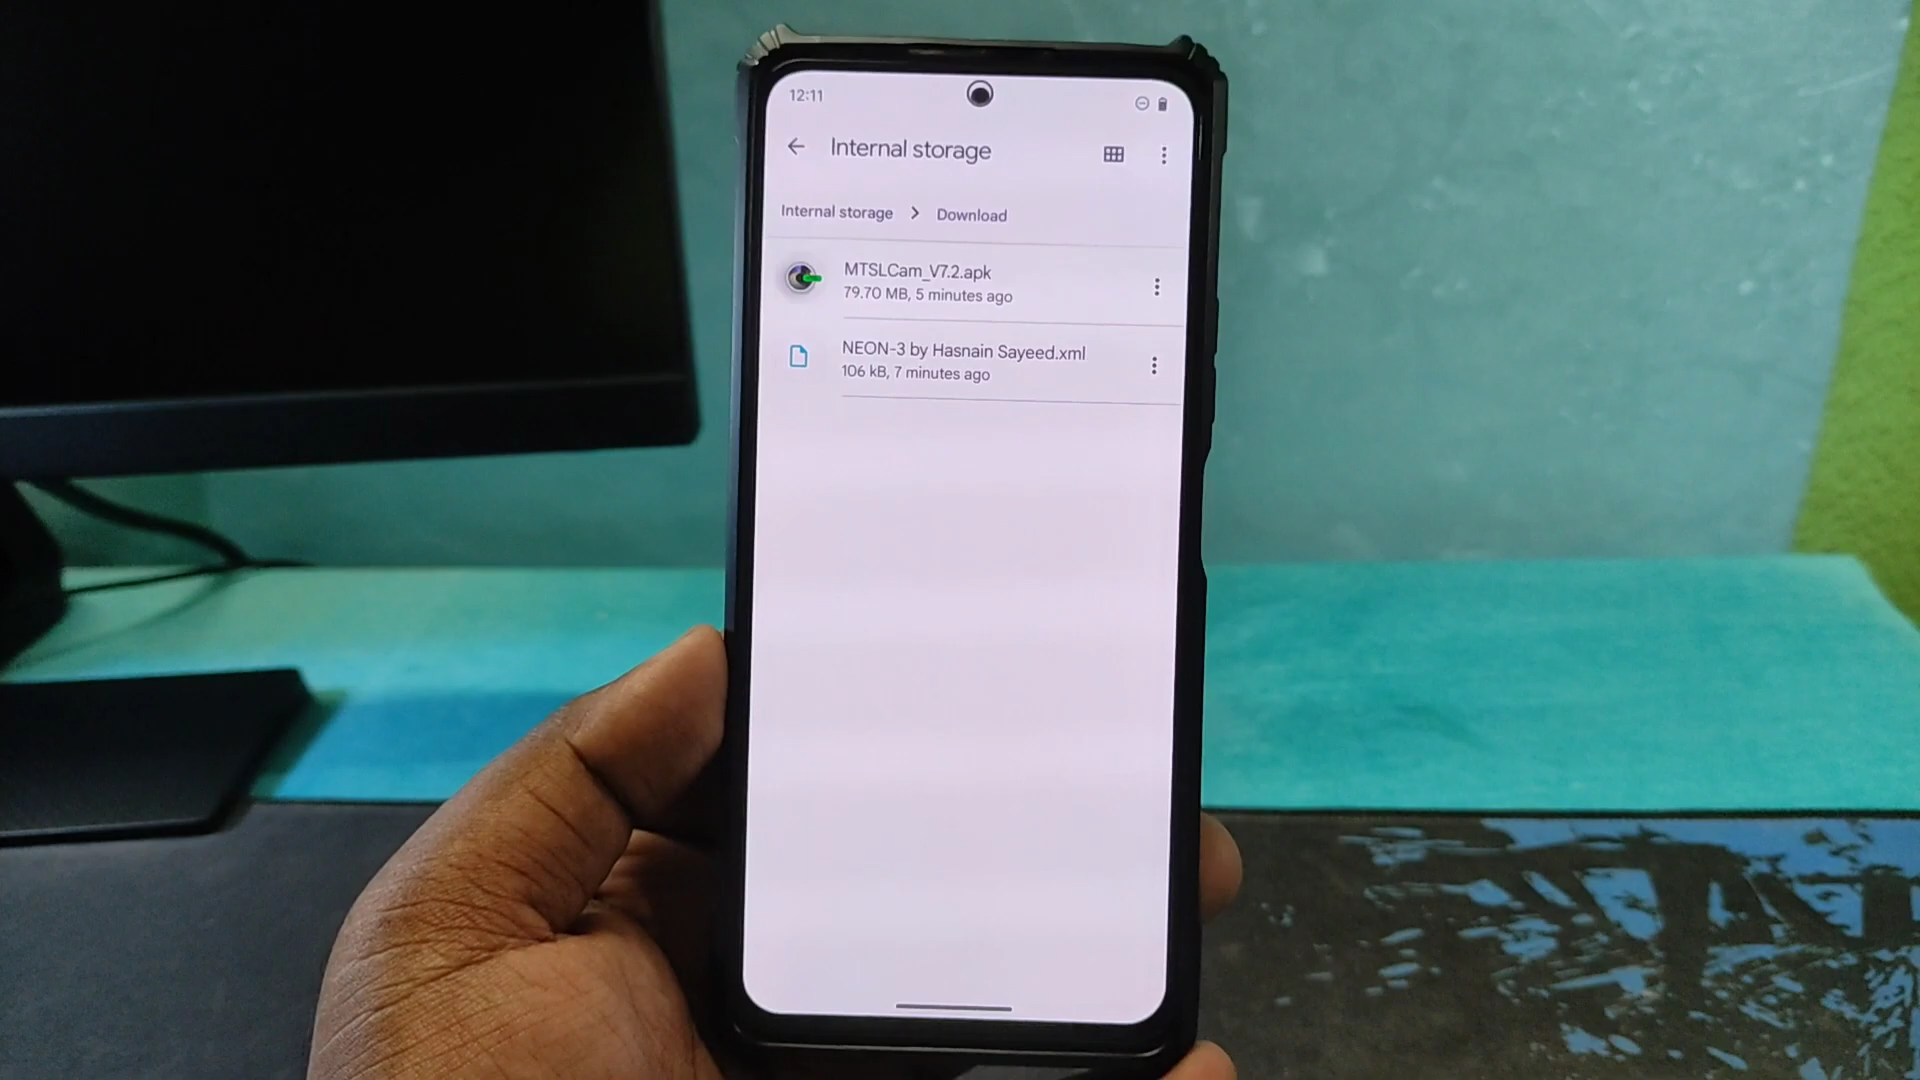 12:11
Internal storage
Internal storage > Download
MTSLCam_V7.2.apk
79.70 MB, 5 minutes ago
NEON-3 by Hasnain Sayeed.xml
106 kB, 7 minutes ago